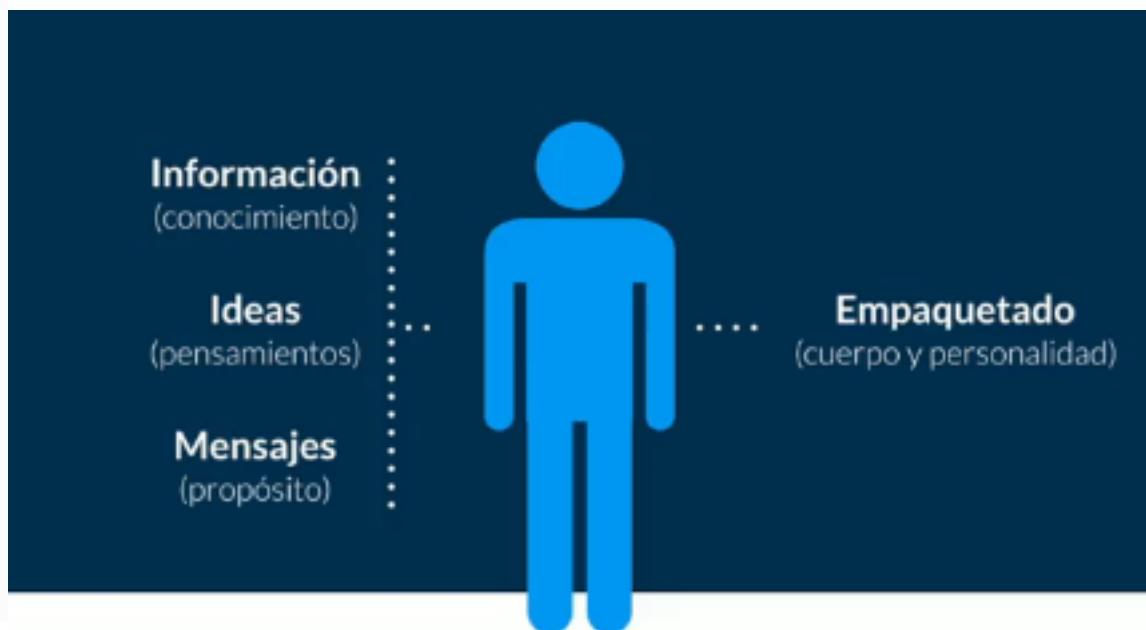 Información
(conocimiento)
Ideas
(pensamientos)
Mensajes
(propósito)
Empaquetado
(cuerpo y personalidad)